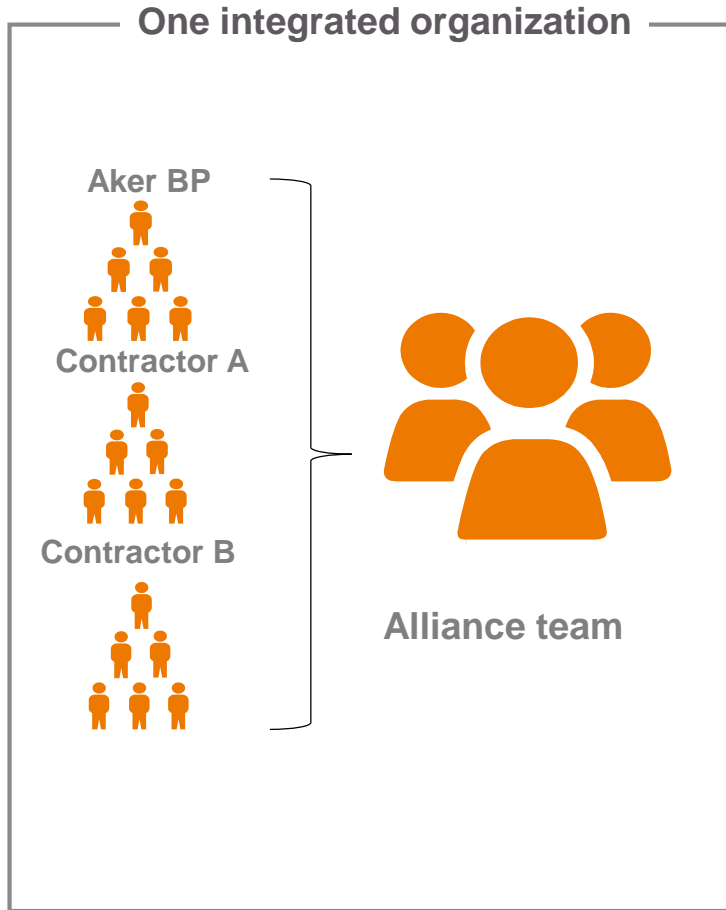 One integrated organization
Aker BP
Contractor A
Contractor B
Alliance team